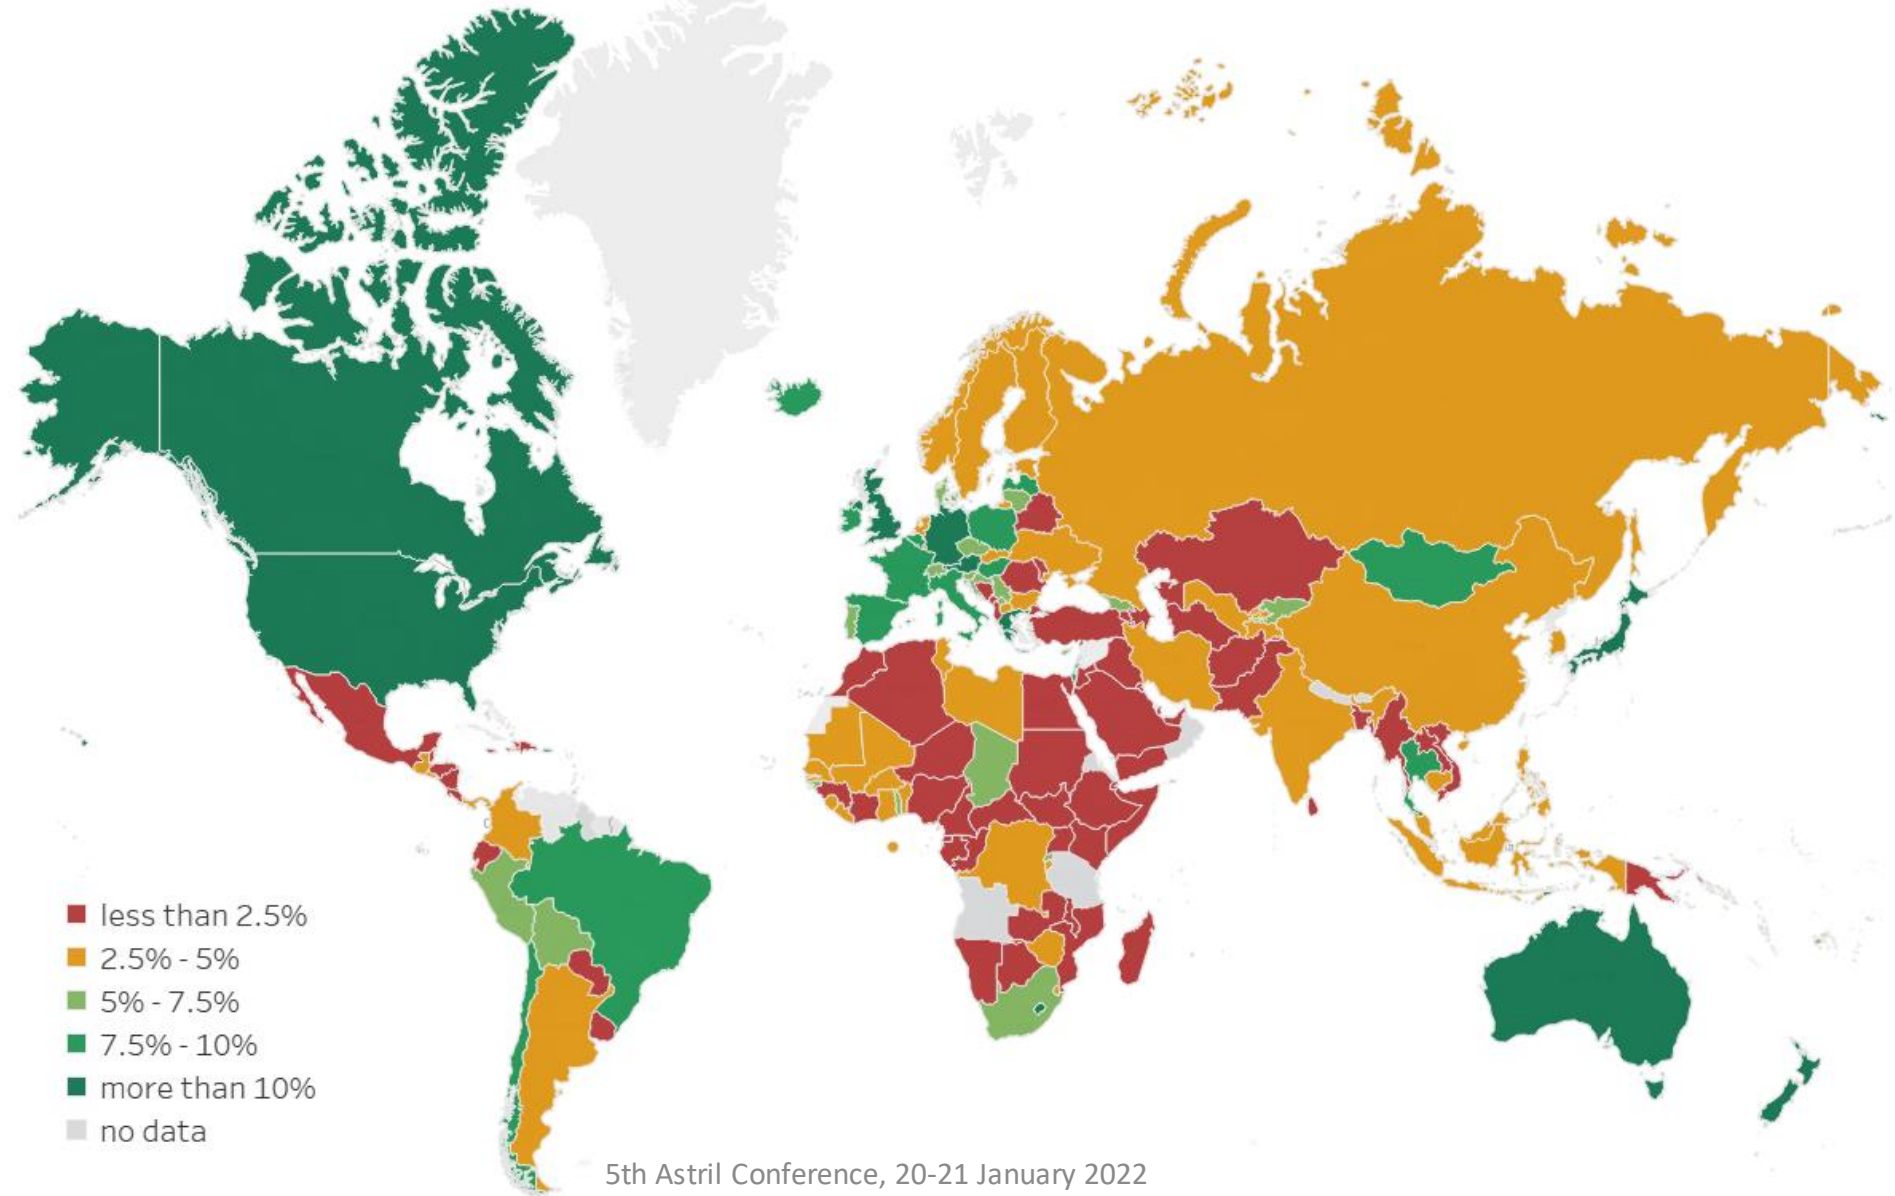 less than 2.5%
2.5% - 5%
5% - 7.5%
7.5% - 10%
more than 10%
no data
5th Astril Conference, 20-21 January 2022